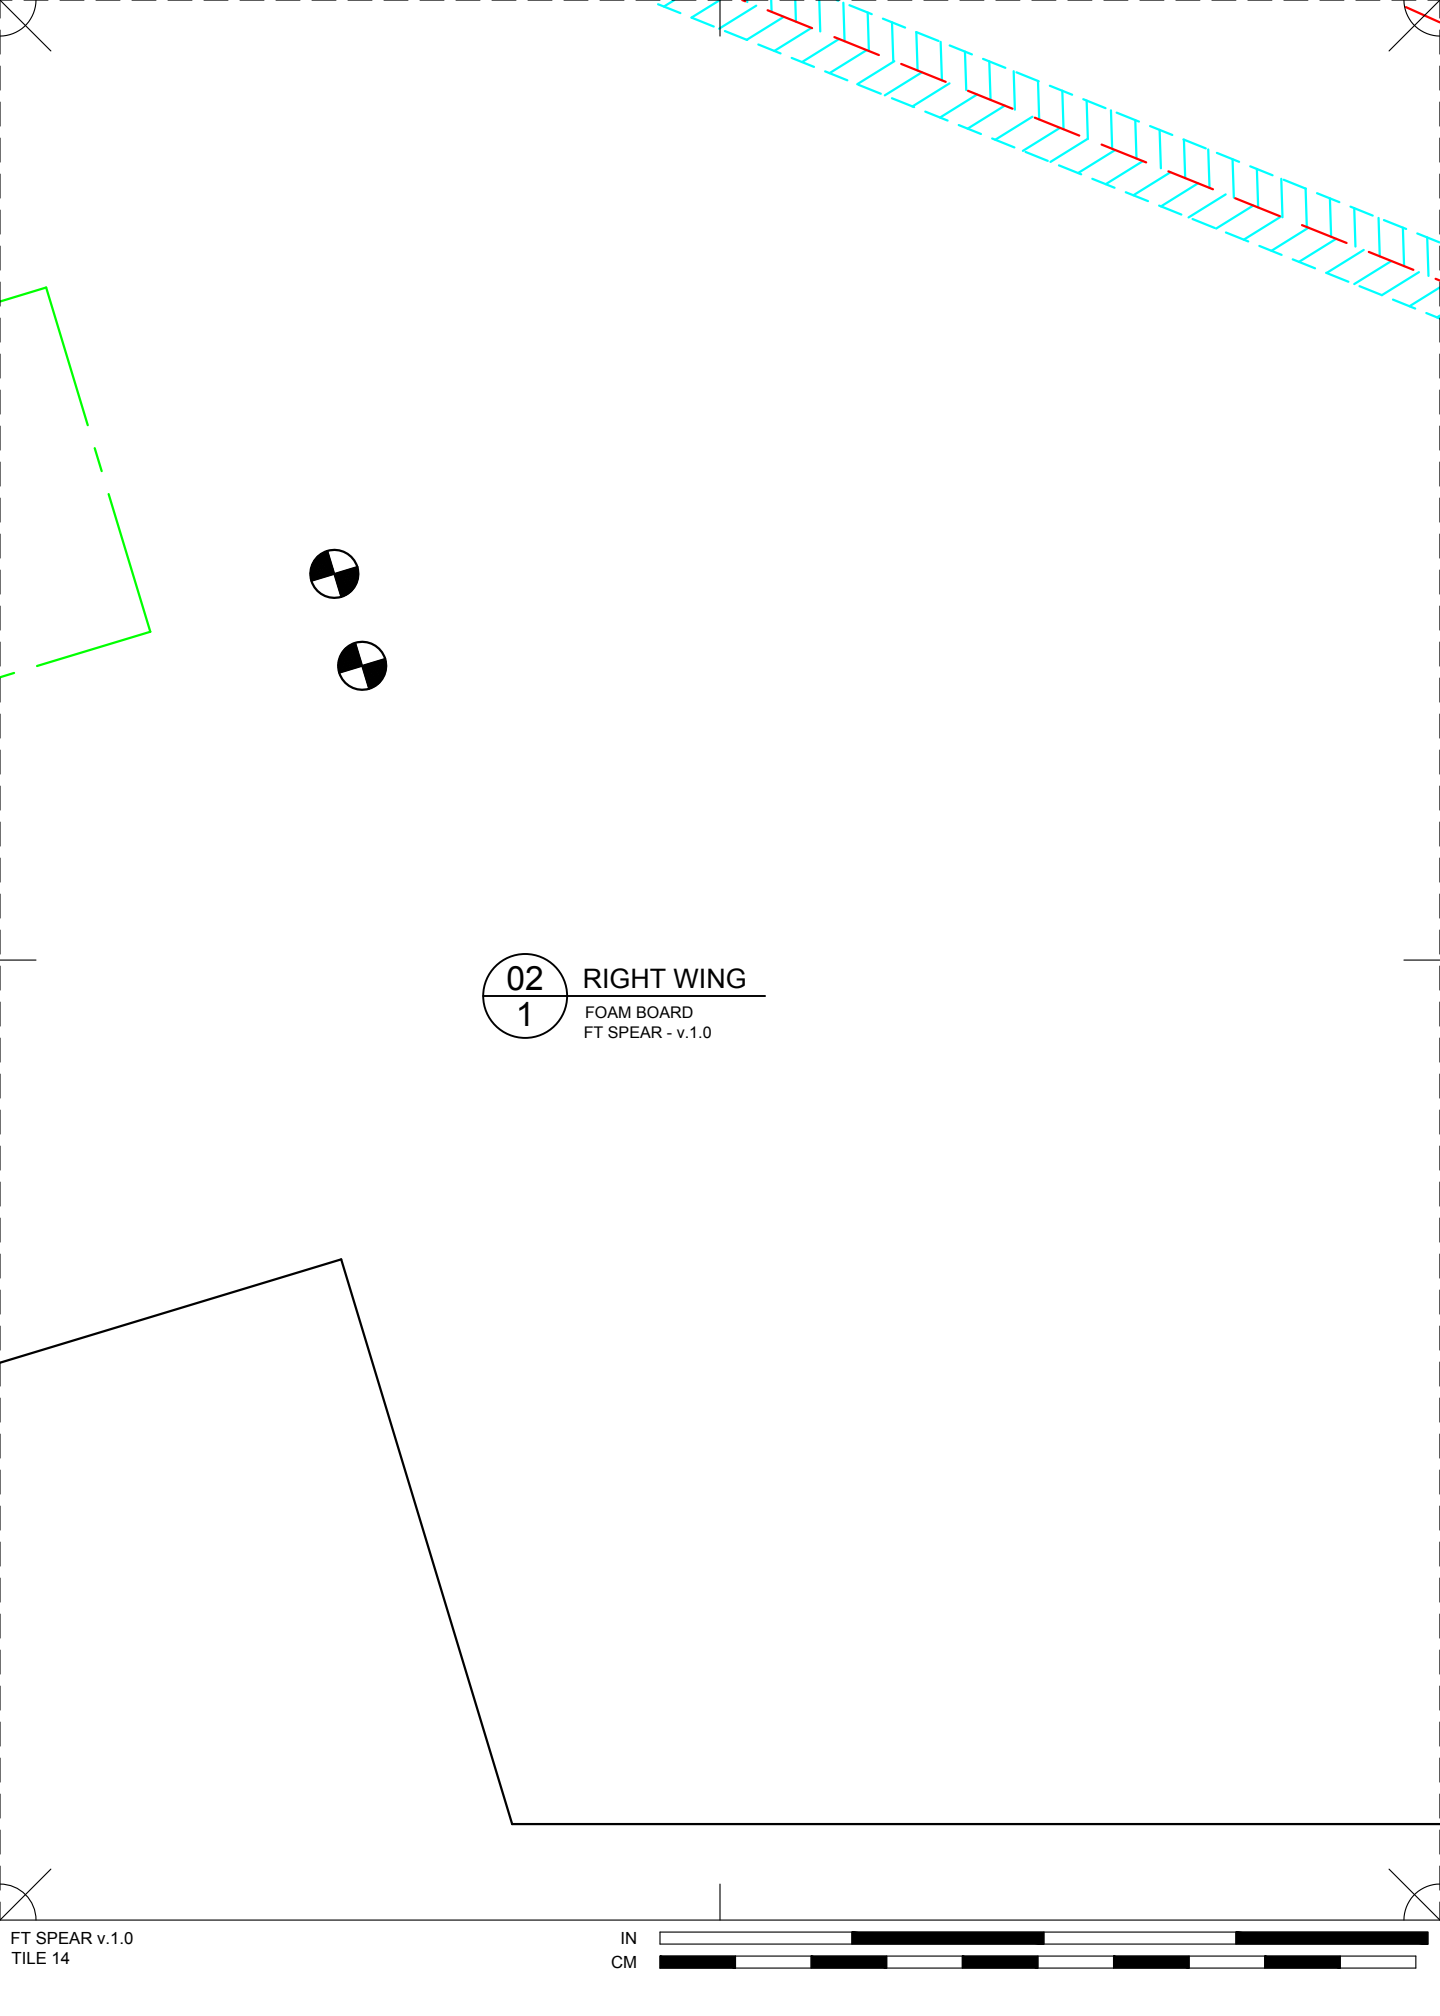 02
1
RIGHT WING
FOAM BOARD
FT SPEAR - v.1.0
FT SPEAR v.1.0
TILE 14
IN
CM